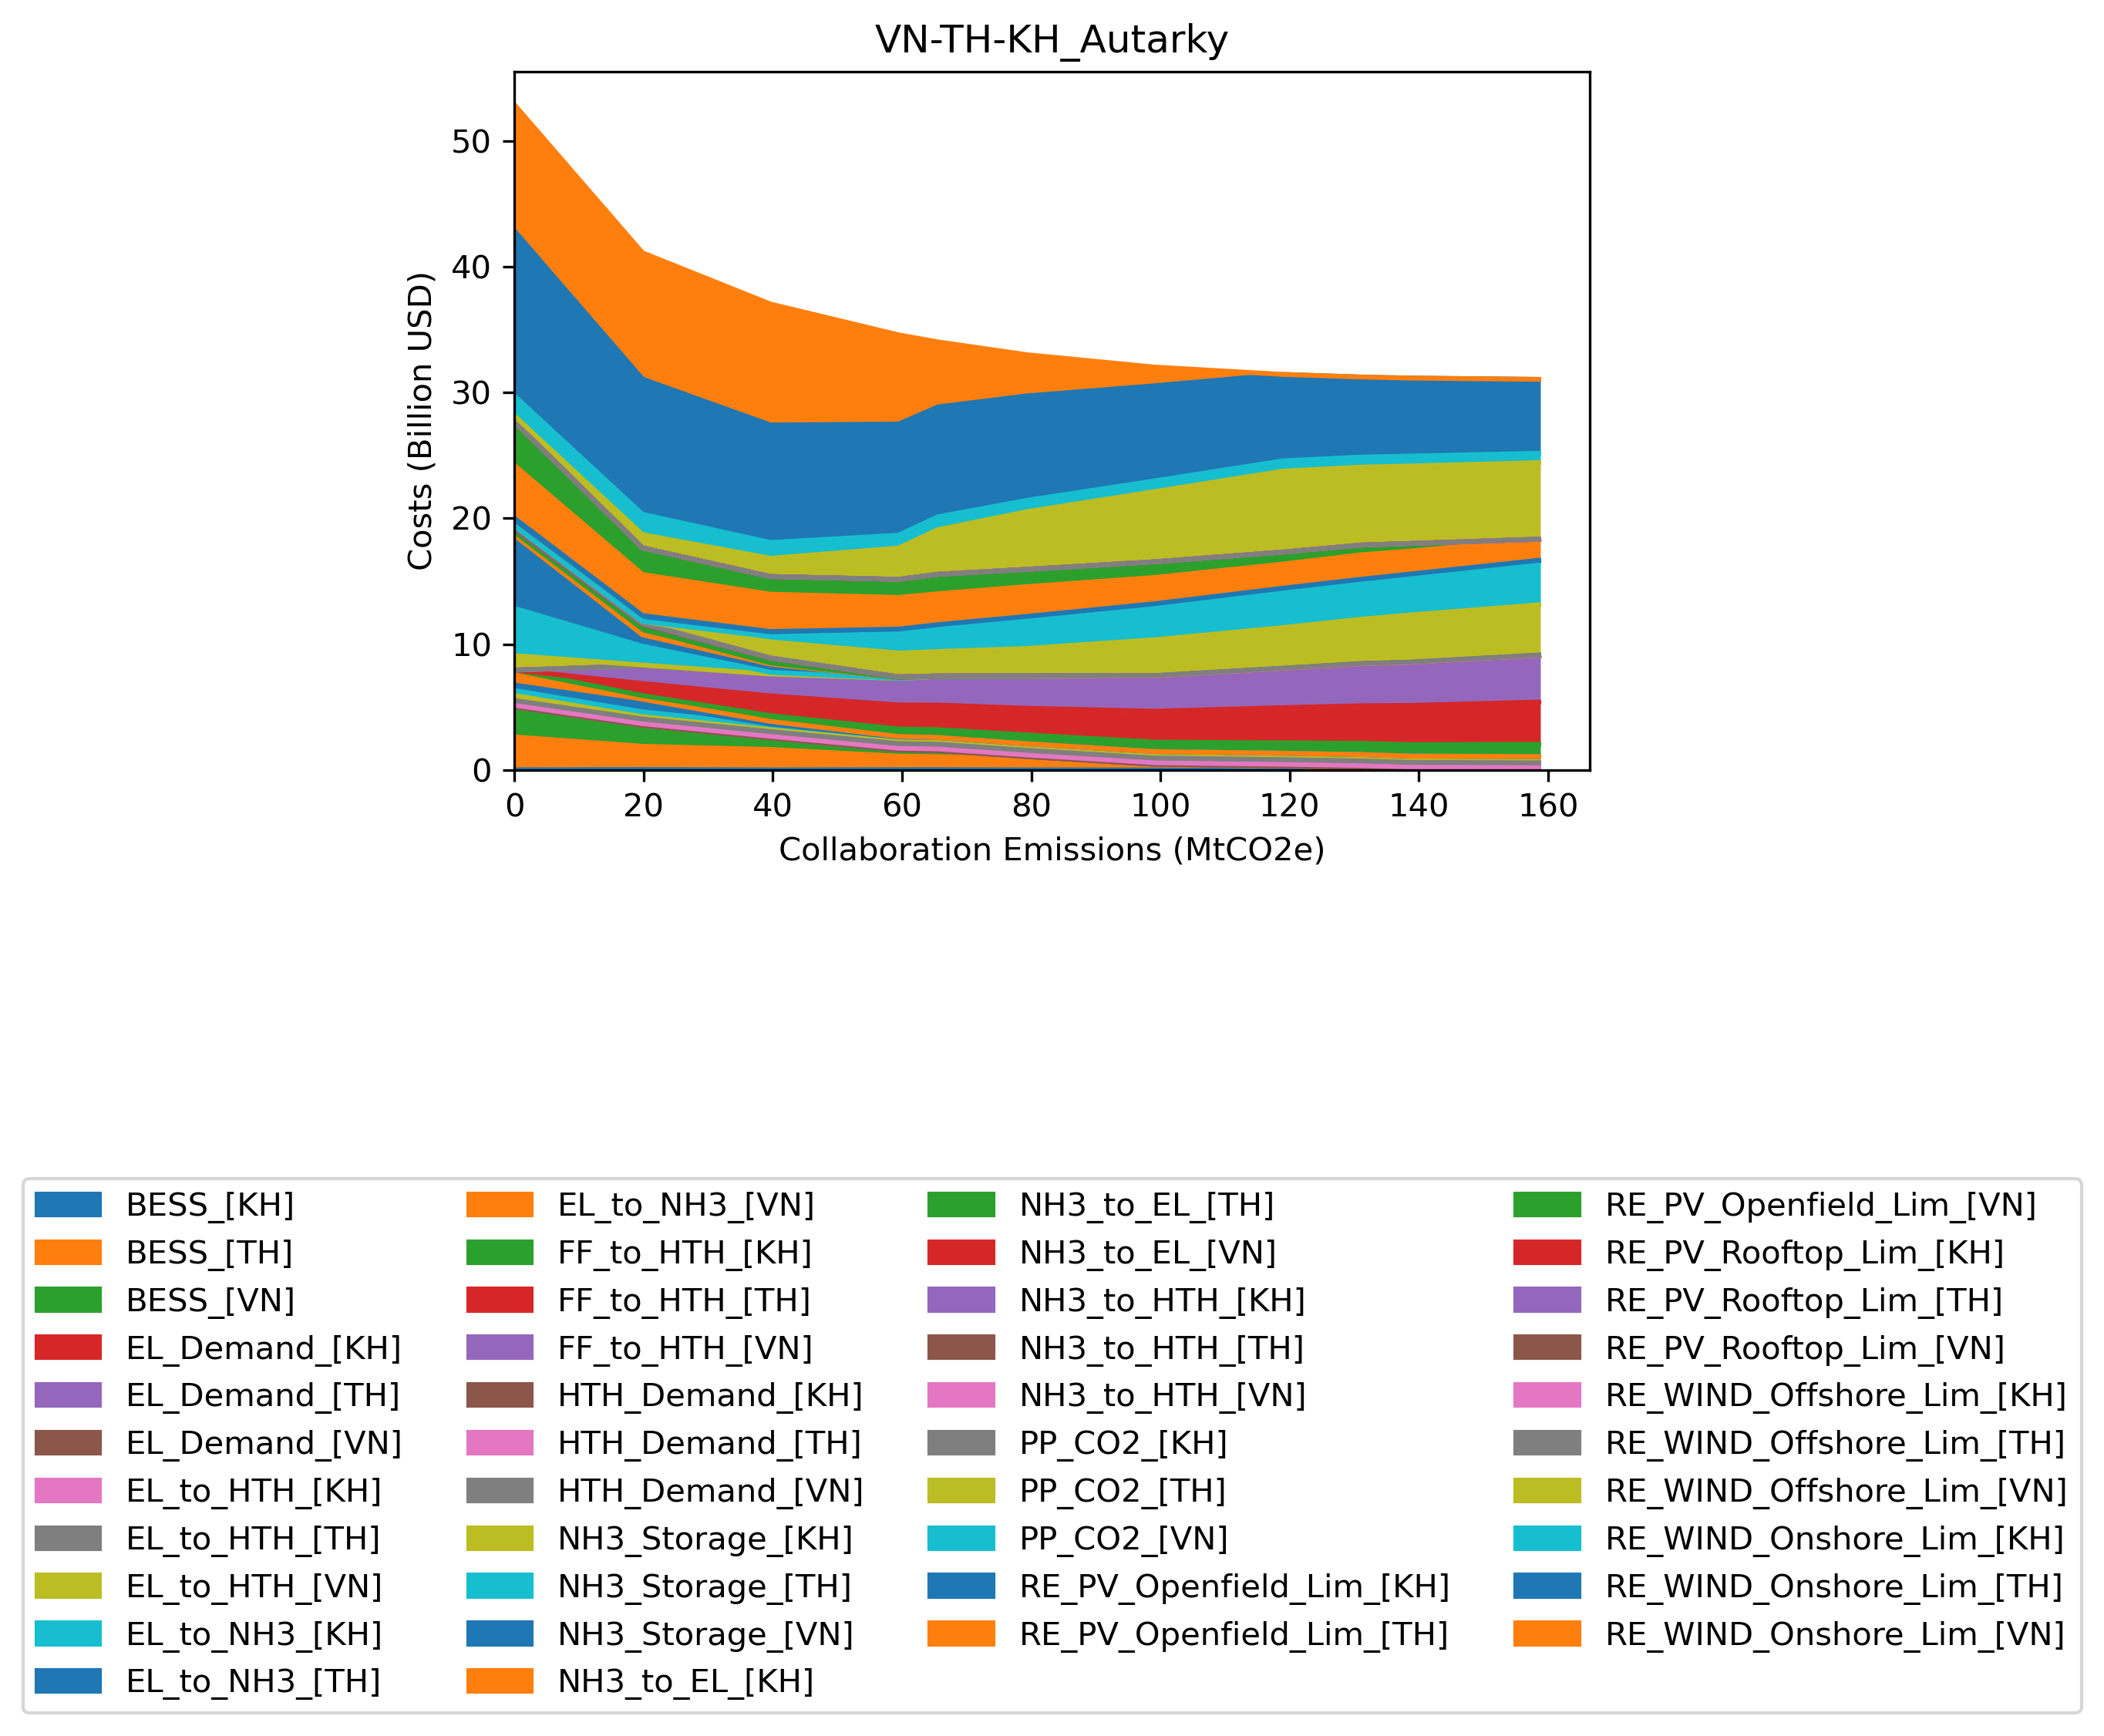 VN-TH-KH_Autarky
Costs (Billion USD)
50
40
30
20
10
0
0 20 40 60 80 100 120 140 160
Collaboration Emissions (MtCO2e)
BESS_[KH]
BESS_[TH]
BESS_[VN]
EL_Demand_[KH]
EL_Demand_[TH]
EL_Demand_[VN]
EL_to_HTH_[KH]
EL_to_HTH_[TH]
EL_to_HTH_[VN]
EL_to_NH3_[KH]
EL_to_NH3_[TH]
EL_to_NH3_[VN]
FF_to_HTH_[KH]
FF_to_HTH_[TH]
FF_to_HTH_[VN]
HTH_Demand_[KH]
HTH_Demand_[TH]
HTH_Demand_[VN]
NH3_Storage_[KH]
NH3_Storage_[TH]
NH3_Storage_[VN]
NH3_to_EL_[KH]
NH3_to_EL_[TH]
NH3_to_EL_[VN]
NH3_to_HTH_[KH]
NH3_to_HTH_[TH]
NH3_to_HTH_[VN]
PP_CO2_[KH]
PP_CO2_[TH]
PP_CO2_[VN]
RE_PV_Openfield_Lim_[KH]
RE_PV_Openfield_Lim_[TH]
RE_PV_Openfield_Lim_[VN]
RE_PV_Rooftop_Lim_[KH]
RE_PV_Rooftop_Lim_[TH]
RE_PV_Rooftop_Lim_[VN]
RE_WIND_Offshore_Lim_[KH]
RE_WIND_Offshore_Lim_[TH]
RE_WIND_Offshore_Lim_[VN]
RE_WIND_Onshore_Lim_[KH]
RE_WIND_Onshore_Lim_[TH]
RE_WIND_Onshore_Lim_[VN]